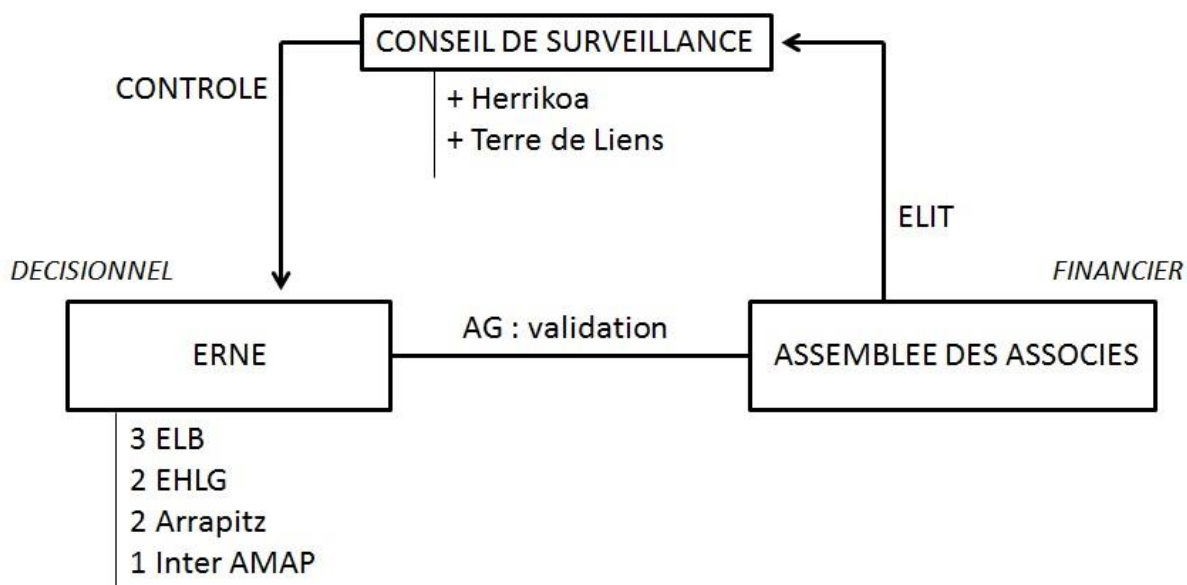 CONSEIL DE SURVEILLANCE
CONTROLE
+ Herrikoa
+ Terre de Liens
ELIT
DECISIONNEL
FINANCIER
ERNE
AG : validation
ASSEMBLEE DES ASSOCIES
3 ELB
2 EHLG
2 Arrapitz
1 Inter AMAP